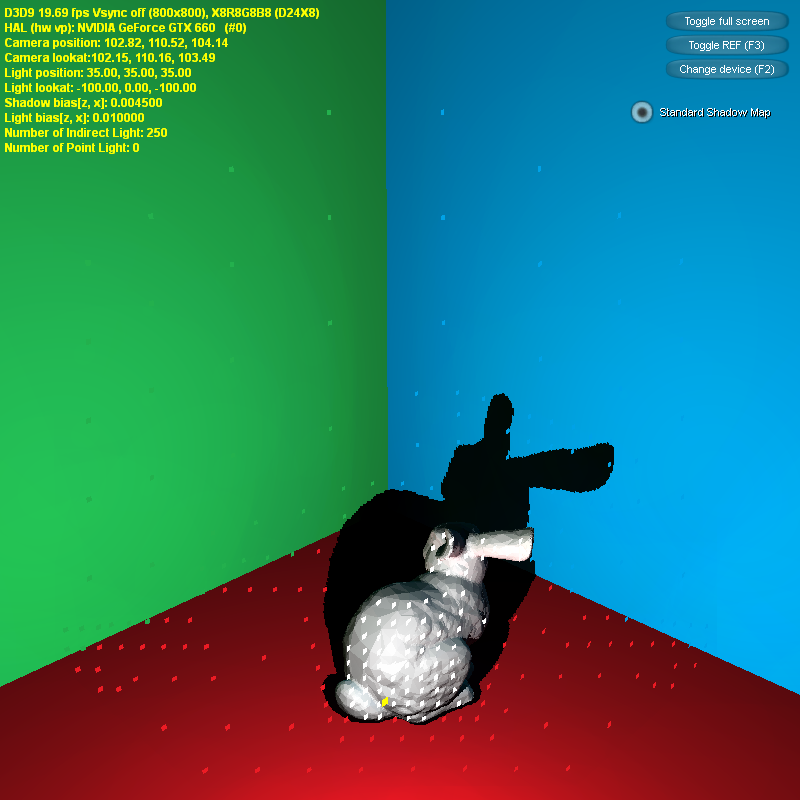 D3D9 19.69 fps Vsync off (800x800), X8R8G8B8 (D24X8)
HAL (hw vp): NVIDIA GeForce GTX 660 (#0)
Camera position: 102.82, 110.52, 104.14
Camera lookat:102.15, 110.16, 103.49
Light position: 35.00, 35.00, 35.00
Light lookat: -100.00, 0.00, -100.00
Shadow bias[z, x]: 0.004500
Light bias[z, x]: 0.010000
Number of Indirect Light: 250
Number of Point Light: 0
Toggle full screen
Toggle REF (F3)
Change device (F2)
Standard Shadow Map